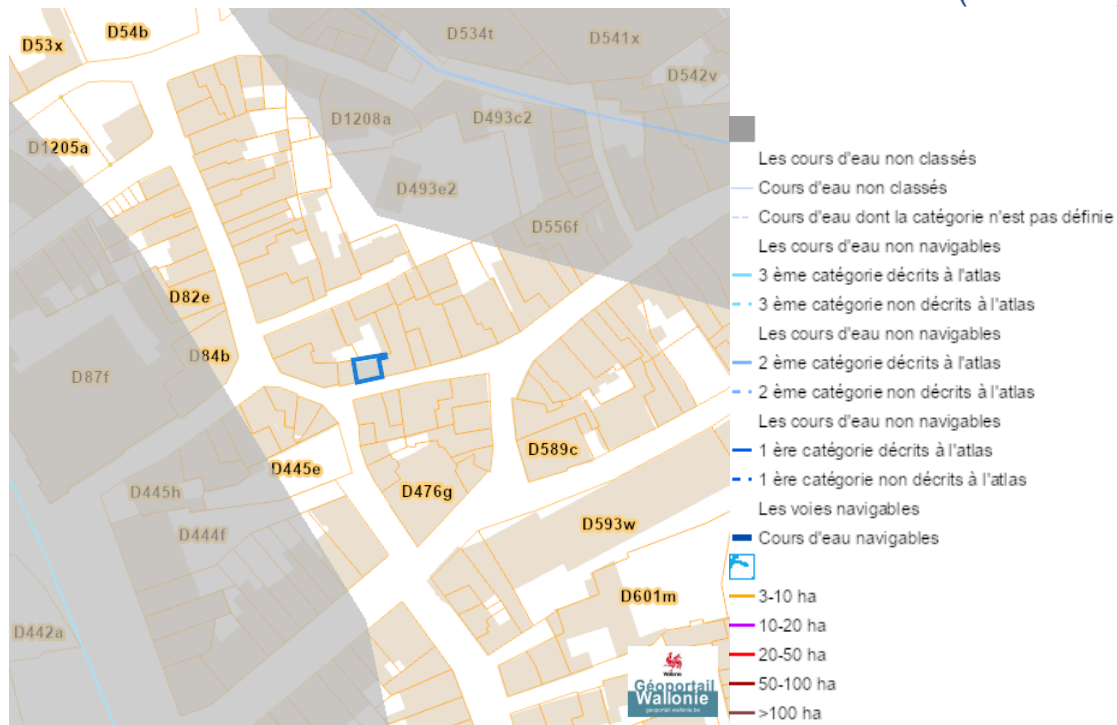 D53x
D54b
D534t
D541x
D542v
D1208a
D493c2
D1205a
D493e2
D556f
D82e
D84b
D87f
D445e
D589c
D445h
D476g
D444f
D593w
D601m
D442a
Wallonie
Géoportail
Wallonie
geoportail.wallonie.be
Les cours d'eau non classés
Cours d'eau non classés
Cours d'eau dont la catégorie n'est pas définie
Les cours d'eau non navigables
3 ème catégorie décrits à l'atlas
3 ème catégorie non décrits à l'atlas
Les cours d'eau non navigables
2 ème catégorie décrits à l'atlas
2 ème catégorie non décrits à l'atlas
Les cours d'eau non navigables
1 ère catégorie décrits à l'atlas
1 ère catégorie non décrits à l'atlas
Les voies navigables
Cours d'eau navigables
3-10 ha
10-20 ha
20-50 ha
50-100 ha
>100 ha